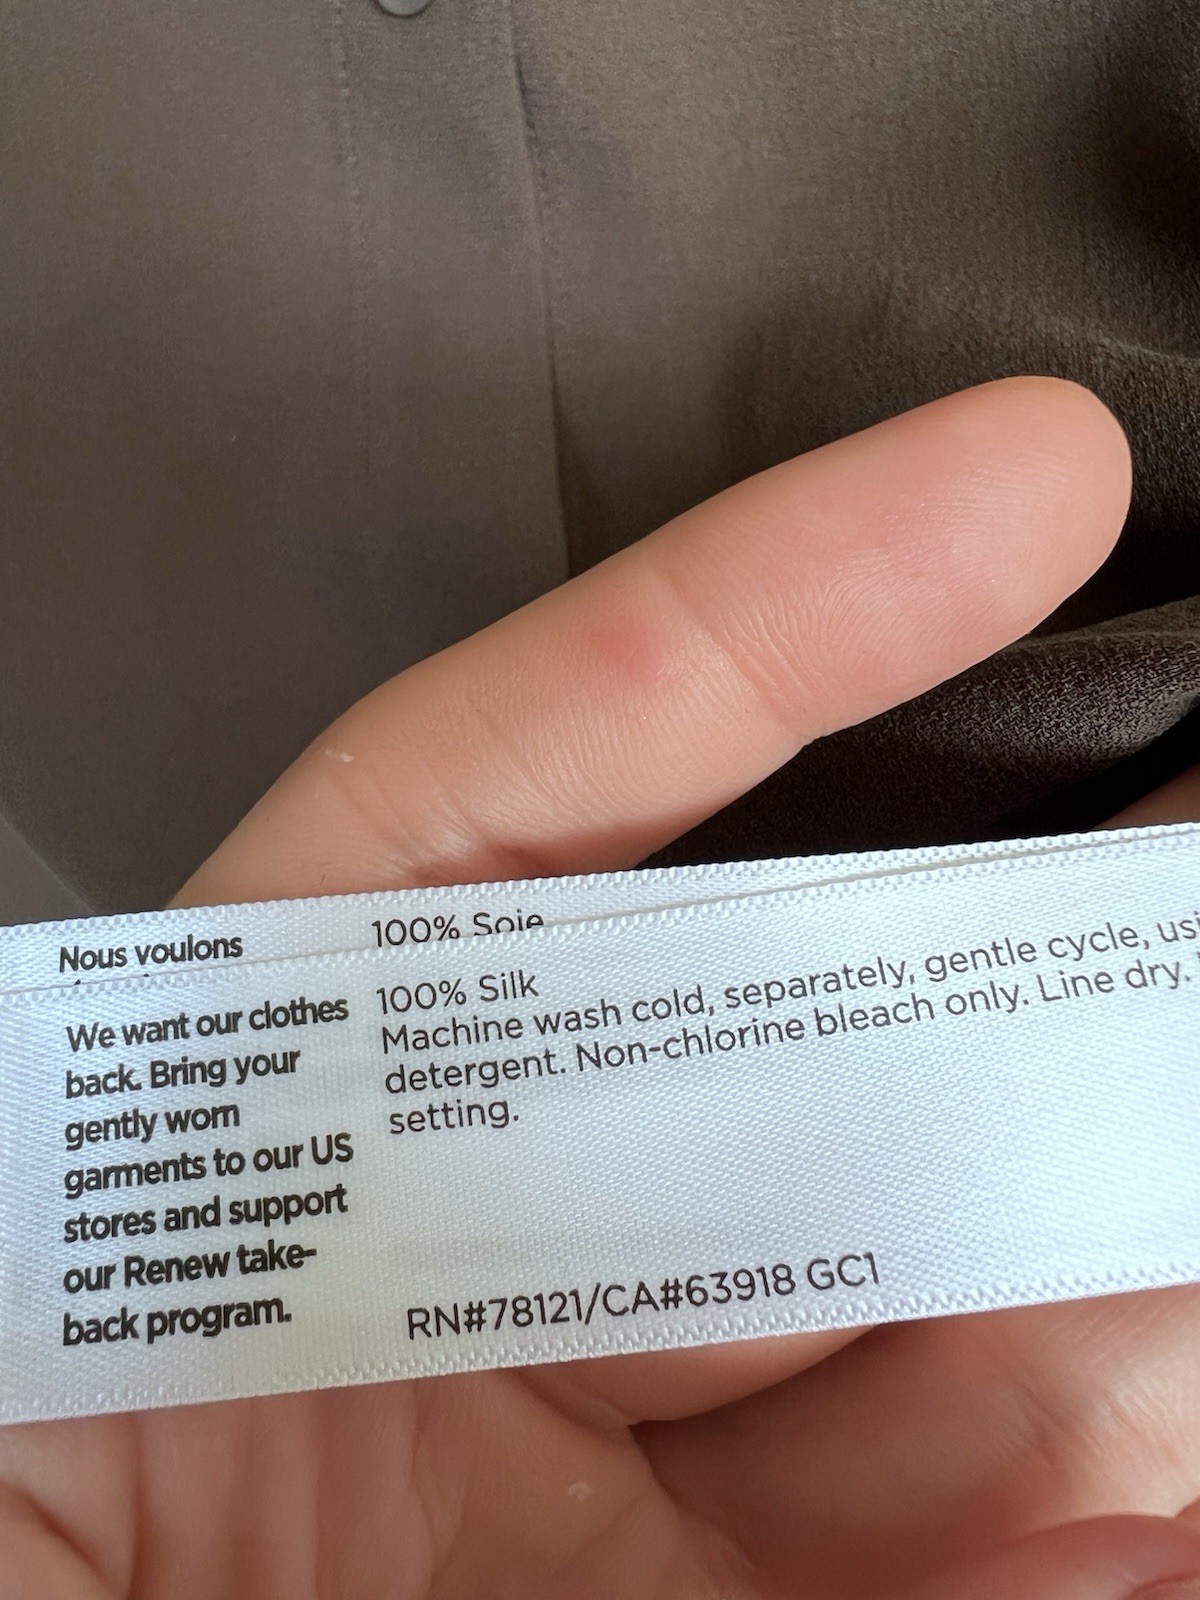 Nous voulons
100% Soie
We want our clothes
back. Bring your
gently worn
garments to our US
stores and support
our Renew take-
back program.
100% Silk
Machine wash cold, separately, gentle cycle,
detergent. Non-chlorine bleach only. Line dry.
setting.
RN#78121/CA#63918 GC1